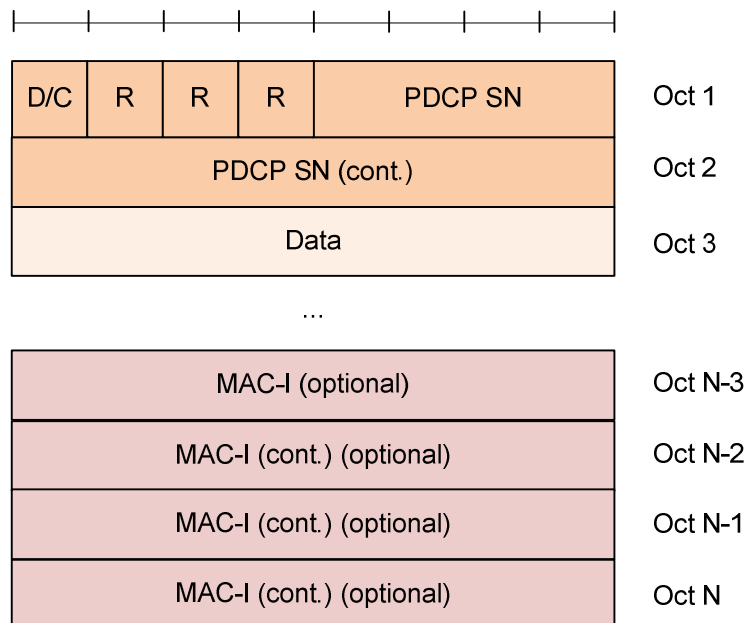 D/C R R R PDCP SN Oct 1
PDCP SN (cont.) Oct 2
Data Oct 3
...
MAC-I (optional) Oct N-3
MAC-I (cont.) (optional) Oct N-2
MAC-I (cont.) (optional) Oct N-1
MAC-I (cont.) (optional) Oct N